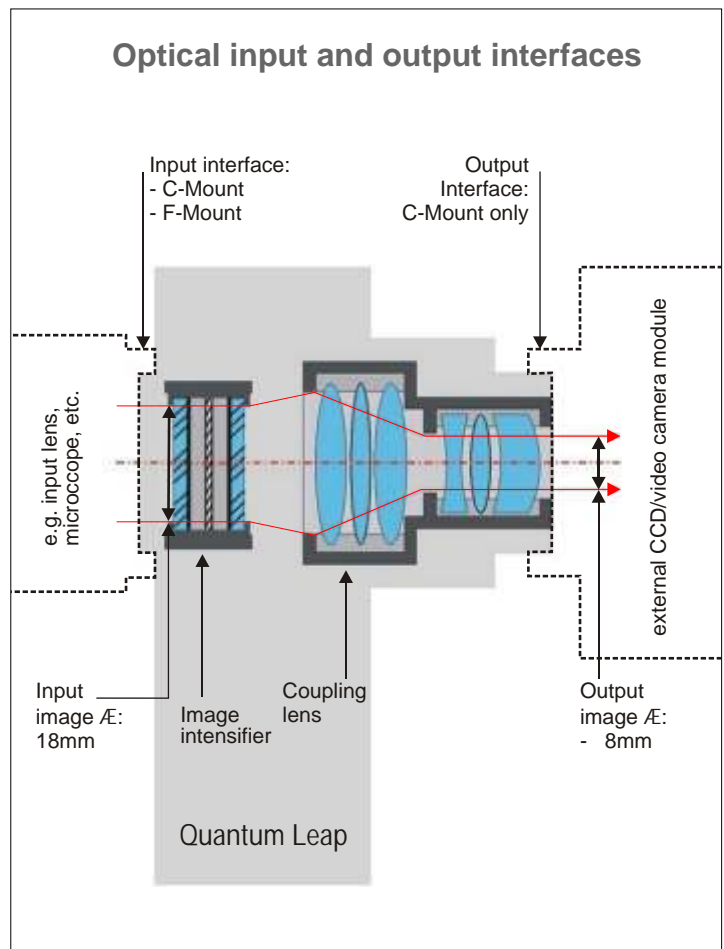 Optical input and output interfaces
Input interface:
- C-Mount
- F-Mount
Output
Interface:
C-Mount only
e.g. input lens,
microccope, etc.
external CCD/video camera module
Input
image Æ:
18mm
Image
intensifier
Coupling
lens
Output
image Æ:
- 8mm
Quantum Leap